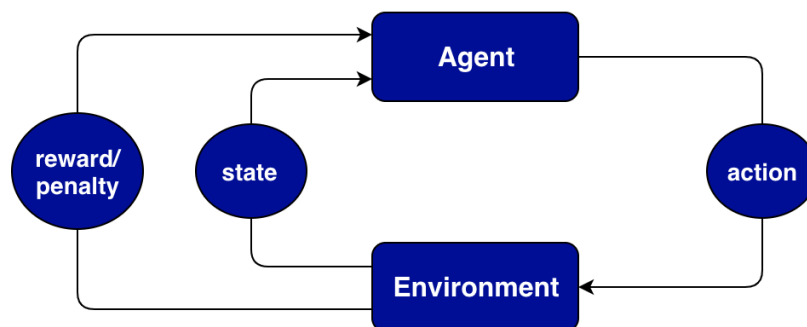 Agent
reward/
penalty
state
action
Environment